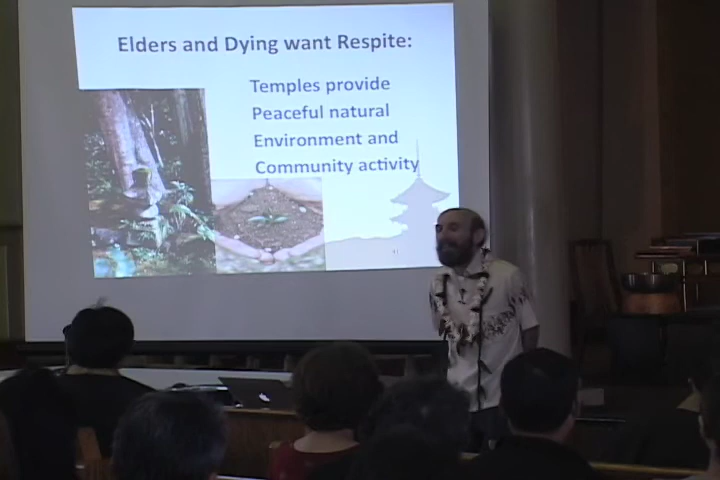 Elders and Dying want Respite:
Temples provide
Peaceful natural
Environment and
Community activity